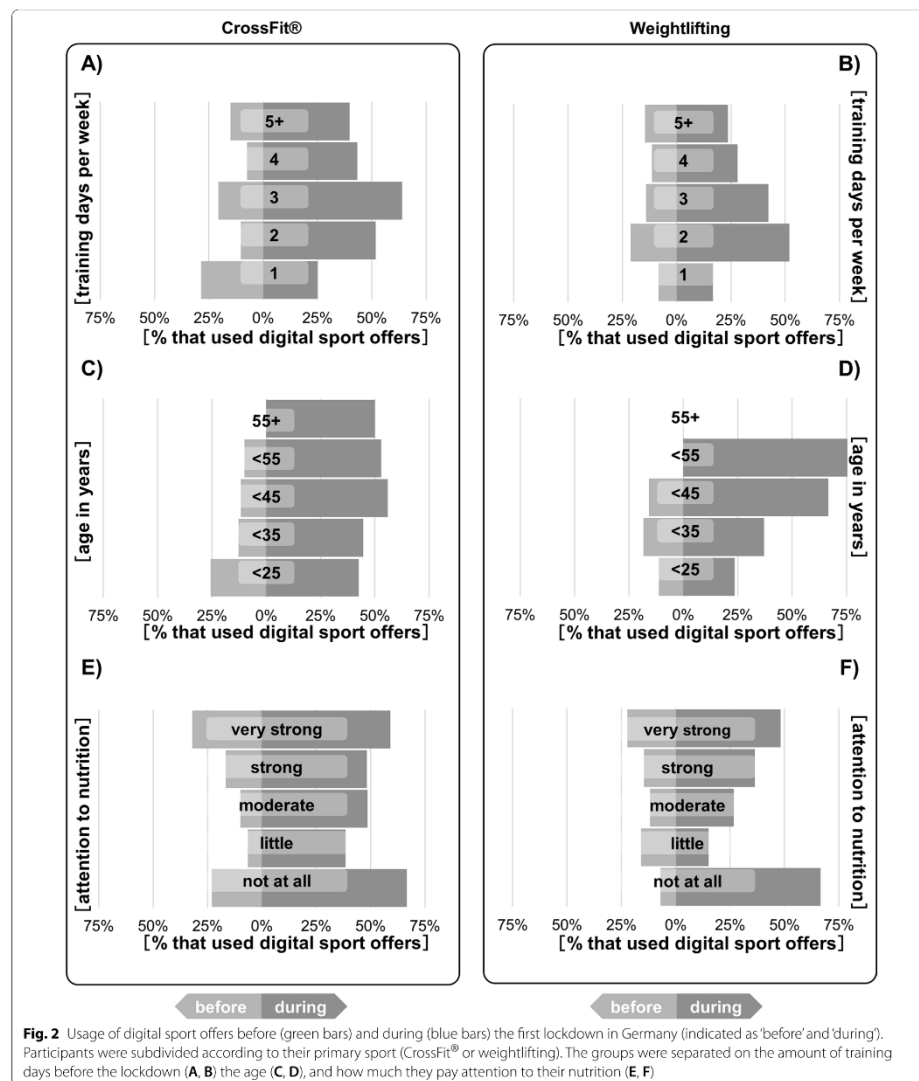 CrossFit®
Weightlifting
A)
[training days per week]
5+
4
3
2
1
75% 50% 25% 0% 25% 50% 75%
[% that used digital sport offers]
B)
[training days per week]
5+
4
3
2
1
75% 50% 25% 0% 25% 50% 75%
[% that used digital sport offers]
C)
[age in years]
55+
<55
<45
<35
<25
75% 50% 25% 0% 25% 50% 75%
[% that used digital sport offers]
D)
[age in years]
55+
<55
<45
<35
<25
75% 50% 25% 0% 25% 50% 75%
[% that used digital sport offers]
E)
[attention to nutrition]
very strong
strong
moderate
little
not at all
75% 50% 25% 0% 25% 50% 75%
[% that used digital sport offers]
F)
[attention to nutrition]
very strong
strong
moderate
little
not at all
75% 50% 25% 0% 25% 50% 75%
[% that used digital sport offers]
before during
before during
Fig. 2 Usage of digital sport offers before (green bars) and during (blue bars) the first lockdown in Germany (indicated as ‘before’ and ‘during’).
Participants were subdivided according to their primary sport (CrossFit® or weightlifting). The groups were separated on the amount of training
days before the lockdown (A, B) the age (C, D), and how much they pay attention to their nutrition (E, F)